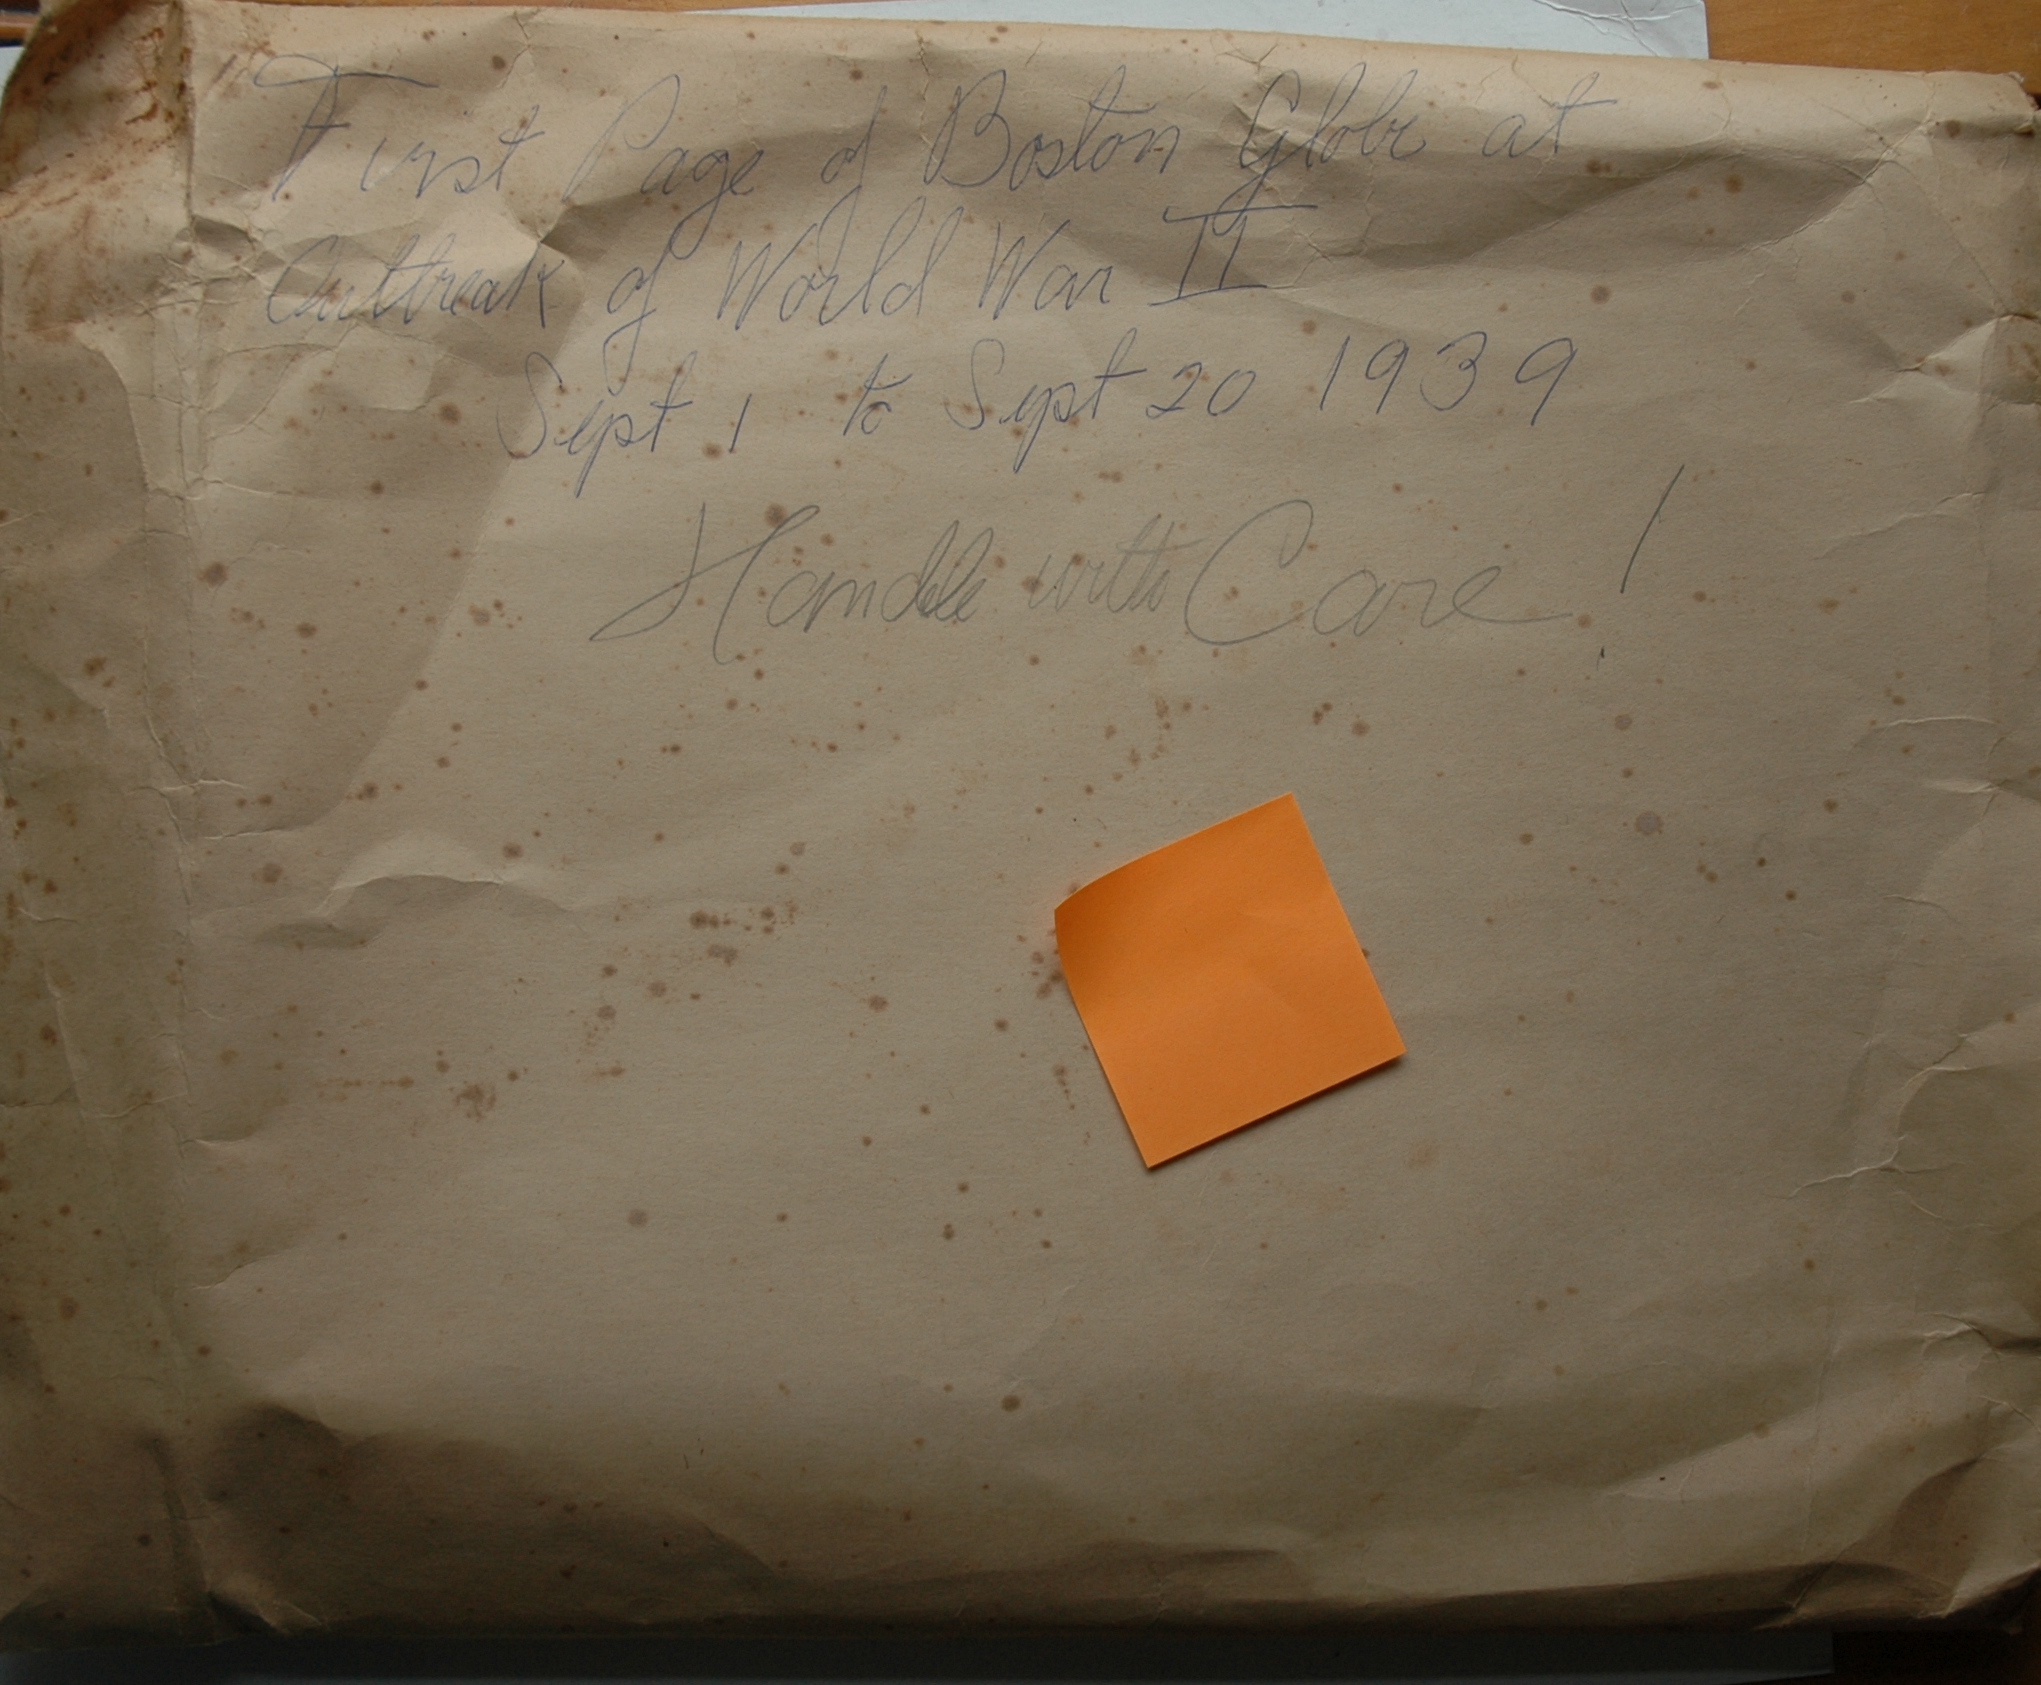 First Page of Boston Globe at
Outbreak of World War II
Sept 1 to Sept 20 1939
Handle with Care!